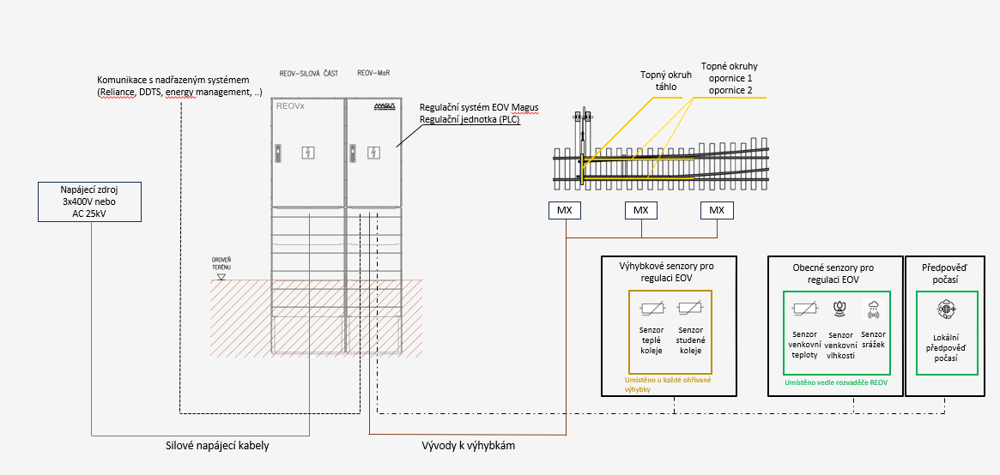 Komunikace s nadřazeným systémem
(Reliance, DDTS, energy management, ..)
REOV-SILOVÁ ČÁST
REOV-MaR
REOVx
MAGUS
Regulační systém EOV Magus
Regulační jednotka (PLC)
Topný okruh
táhlo
Topné okruhy
opornice 1
opornice 2
Napájecí zdroj
3x400V nebo
AC 25kV
MX
MX
MX
ÚROVEŇ
TERÉNU
Výhybkové senzory pro
regulaci EOV
Senzor
teplé
koleje
Senzor
studené
koleje
Umístěno u každé ohřívané
výhybky
Obecné senzory pro
regulaci EOV
Senzor
venkovní
teploty
Senzor
venkovní
vlhkosti
Senzor
srážek
Umístěno vedle rozvaděče REOV
Předpověď
počasí
Lokální
předpověď
počasí
Silové napájecí kabely
Vývody k výhybkám